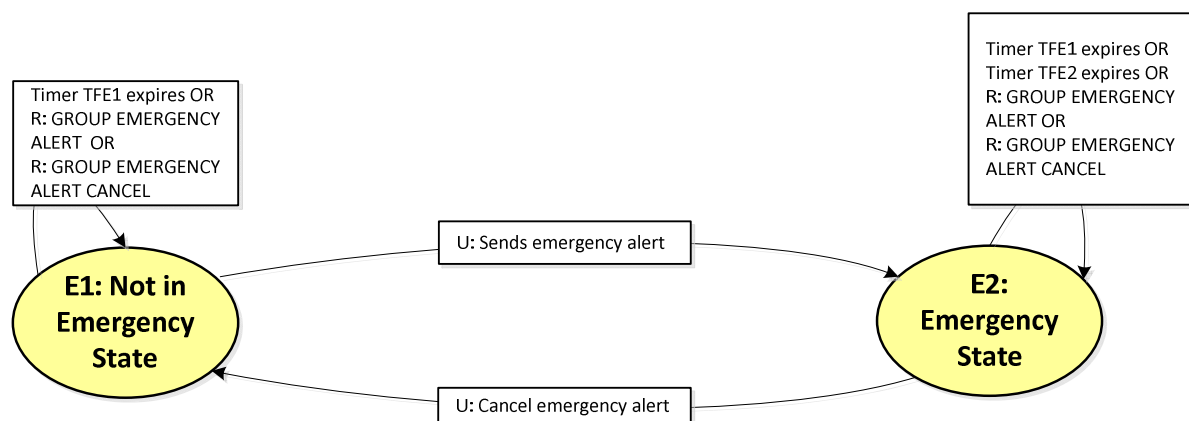 Timer TFE1 expires OR
R: GROUP EMERGENCY
ALERT OR
R: GROUP EMERGENCY
ALERT CANCEL
Timer TFE1 expires OR
Timer TFE2 expires OR
R: GROUP EMERGENCY
ALERT OR
R: GROUP EMERGENCY
ALERT CANCEL
U: Sends emergency alert
E1: Not in
Emergency
State
E2:
Emergency
State
U: Cancel emergency alert